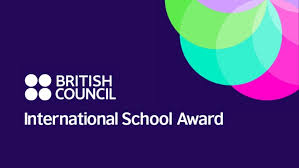 BRITISH
COUNCIL
International School Award